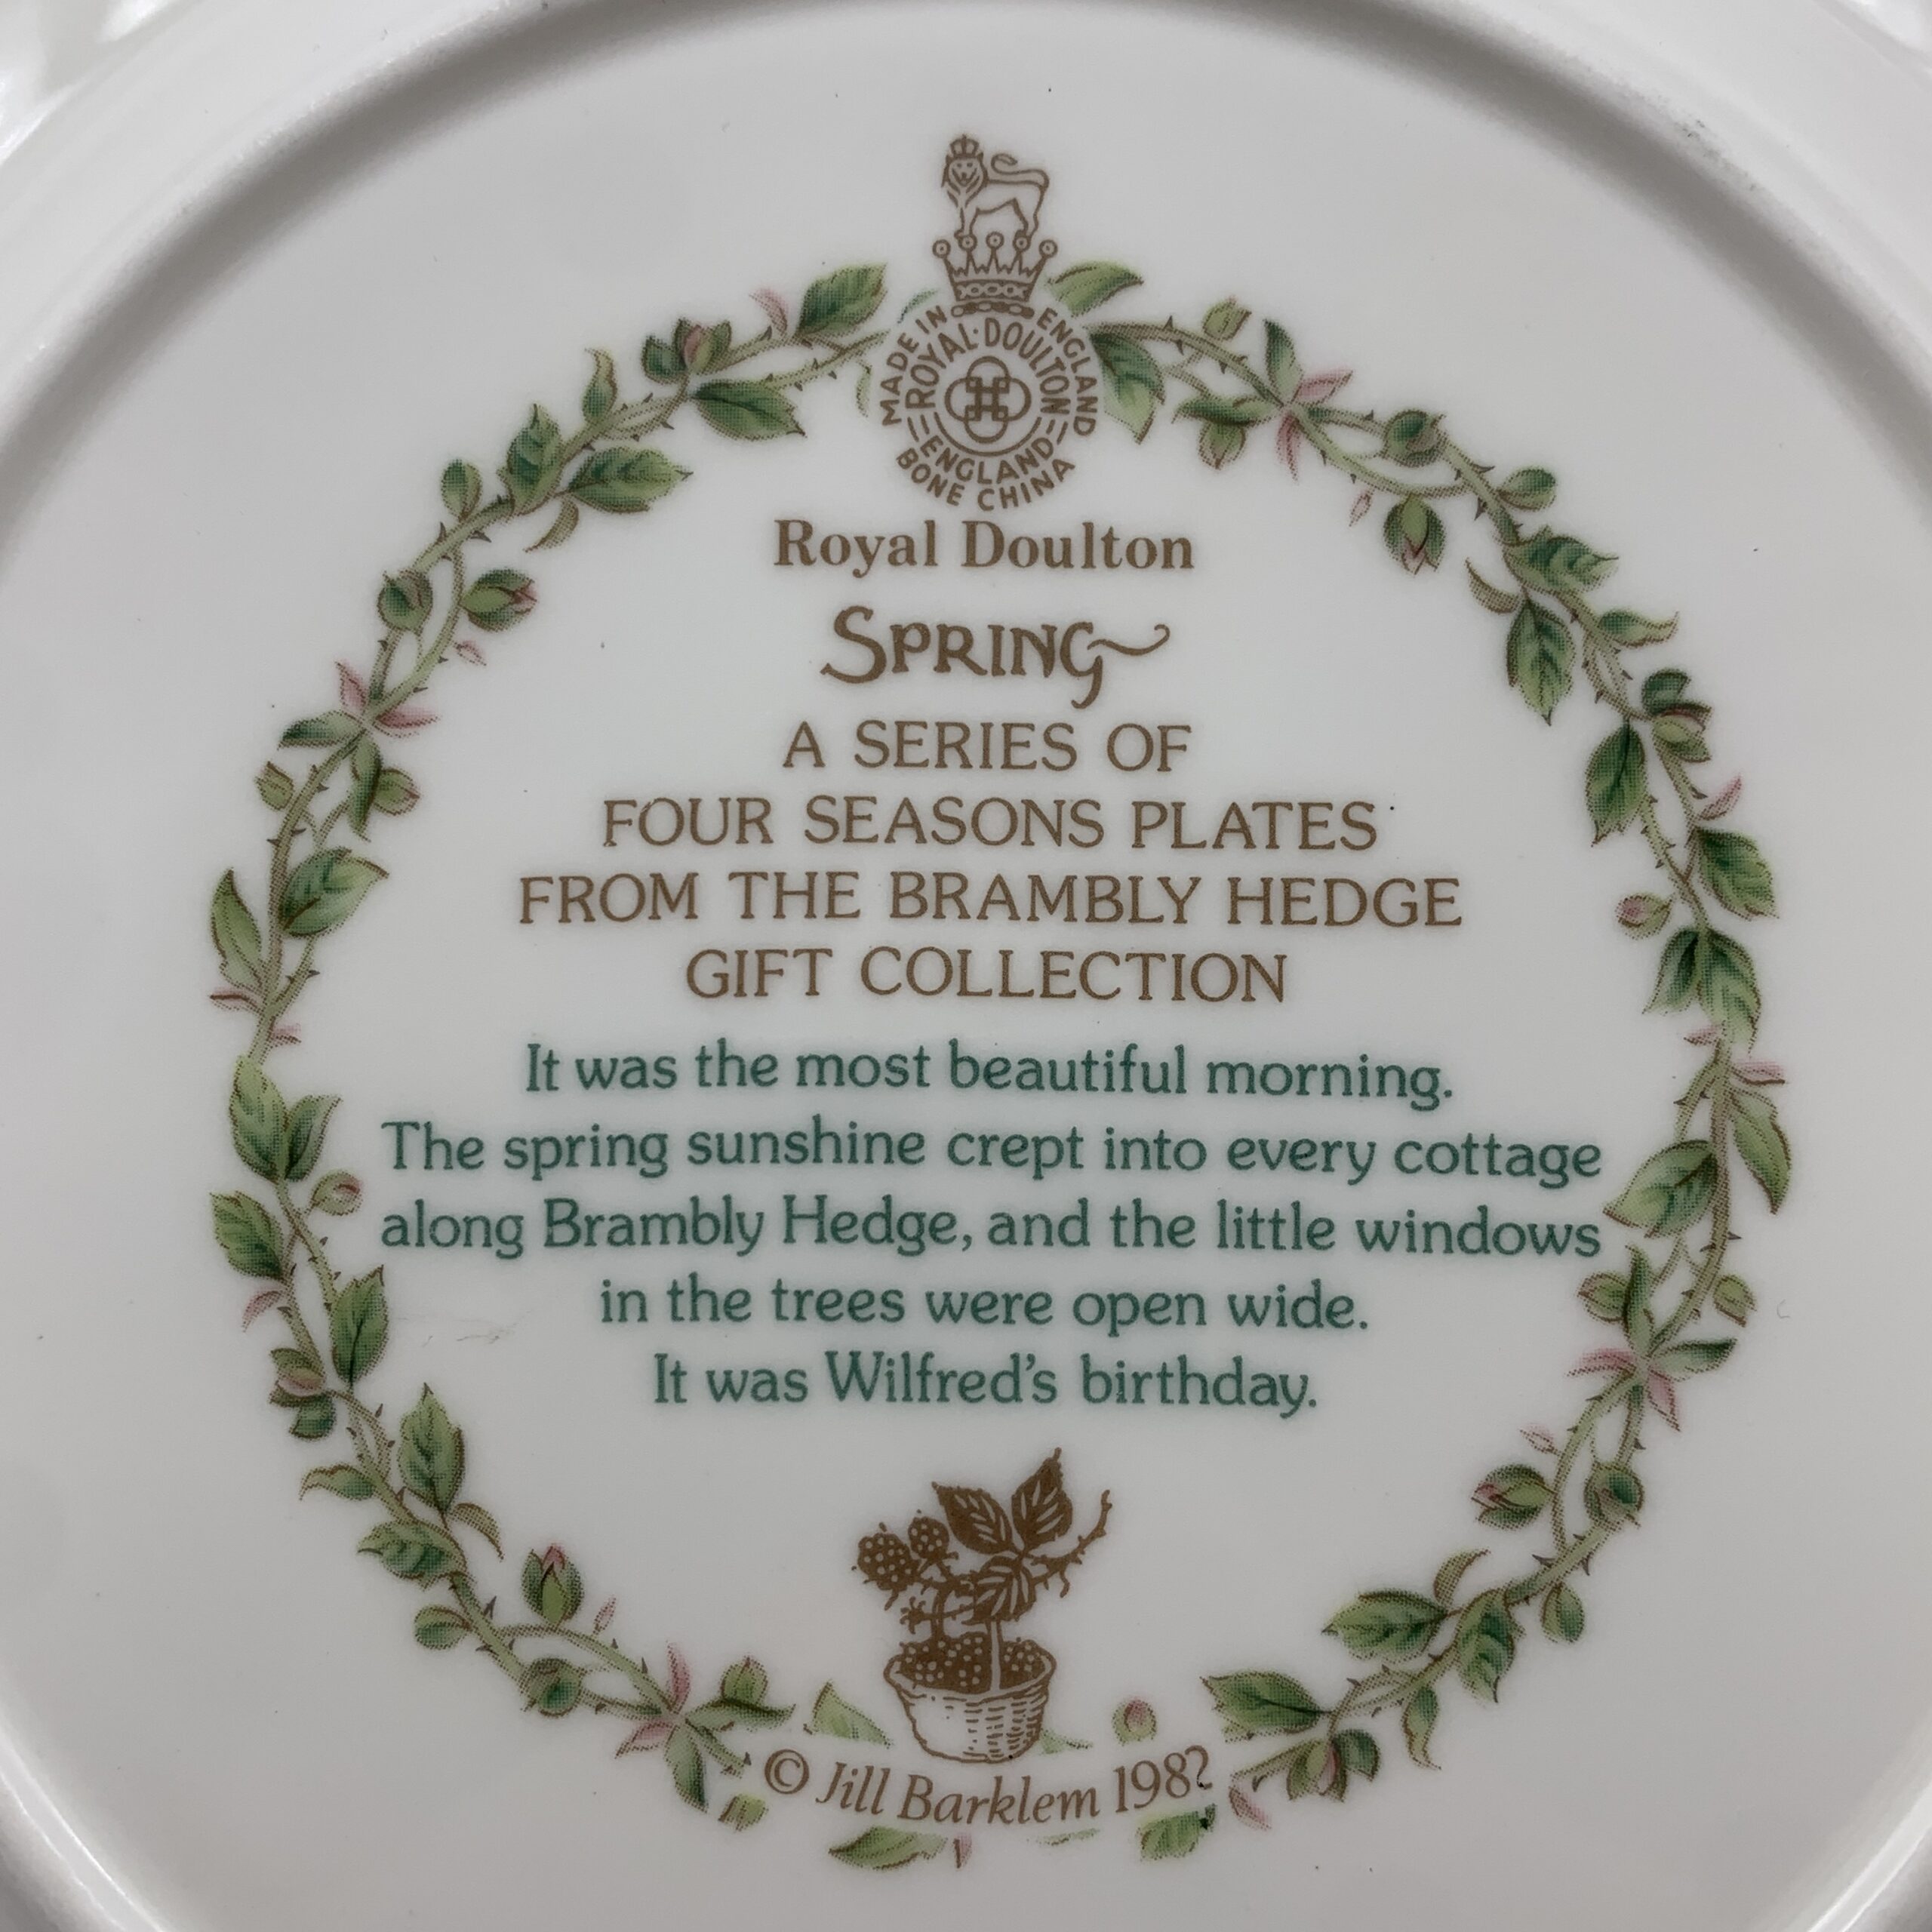 MADE IN ENGLAND
ROYAL·DOULTON
ENGLAND
BONE CHINA
Royal Doulton
SPRING
A SERIES OF
FOUR SEASONS PLATES
FROM THE BRAMBLY HEDGE
GIFT COLLECTION
It was the most beautiful morning.
The spring sunshine crept into every cottage
along Brambly Hedge, and the little windows
in the trees were open wide.
It was Wilfred's birthday.
© Jill Barklem 1982